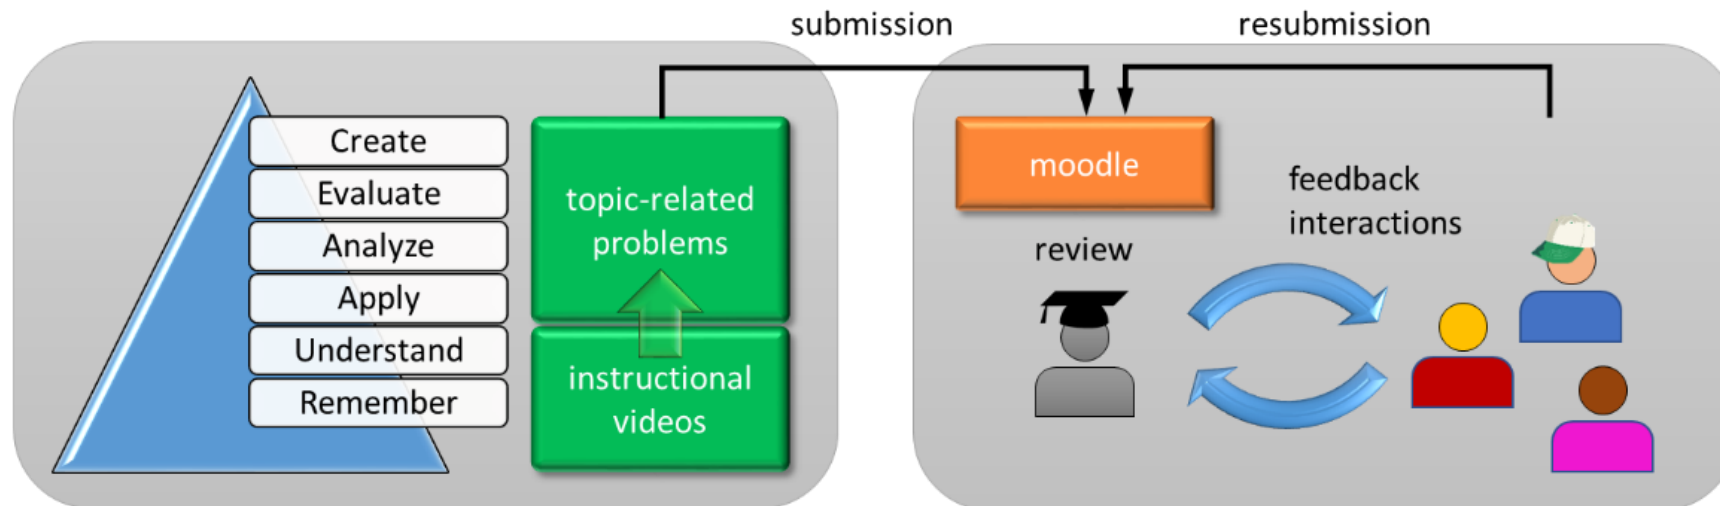 submission
resubmission
Create
Evaluate
Analyze
Apply
Understand
Remember
topic-related
problems
instructional
videos
moodle
review
feedback
interactions